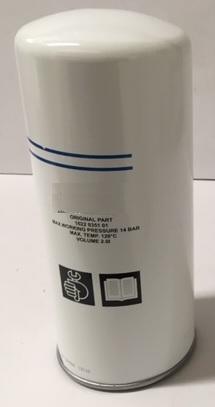 ORIGINAL PART
1622 0351 01
MAX.WORKING PRESSURE 14 BAR
MAX. TEMP. 120°C
VOLUME 2.0l